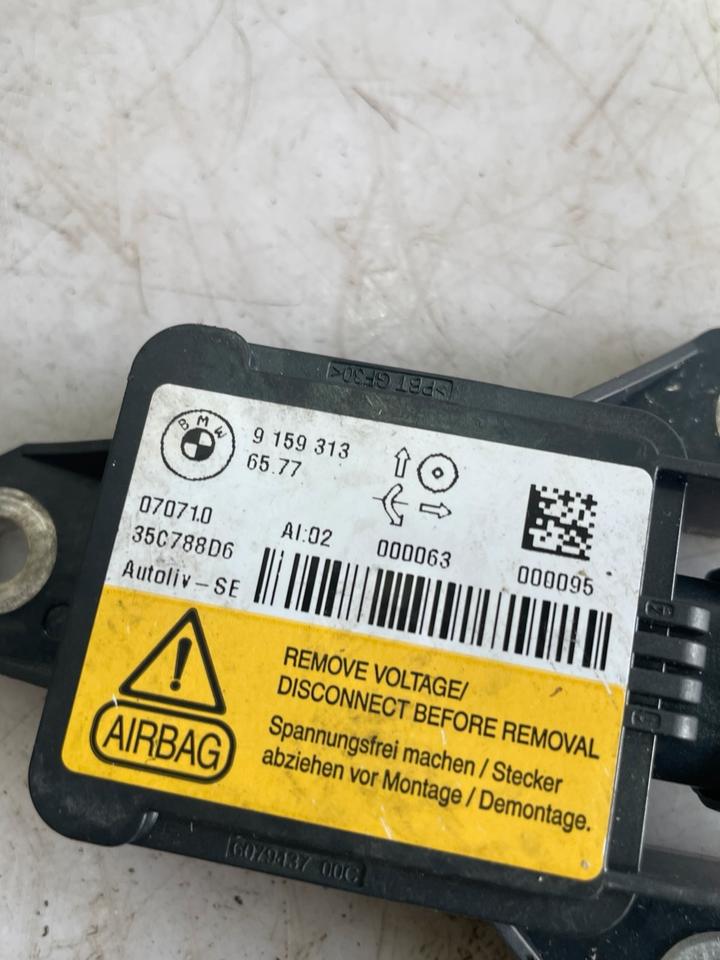 >PBT GF30<
BMW
9 159 313
65.77
070710
35C788D6
AI:02
000063
000095
Autoliv-SE
REMOVE VOLTAGE/
DISCONNECT BEFORE REMOVAL
Spannungsfrei machen / Stecker
abziehen vor Montage / Demontage.
AIRBAG
6079437 00C